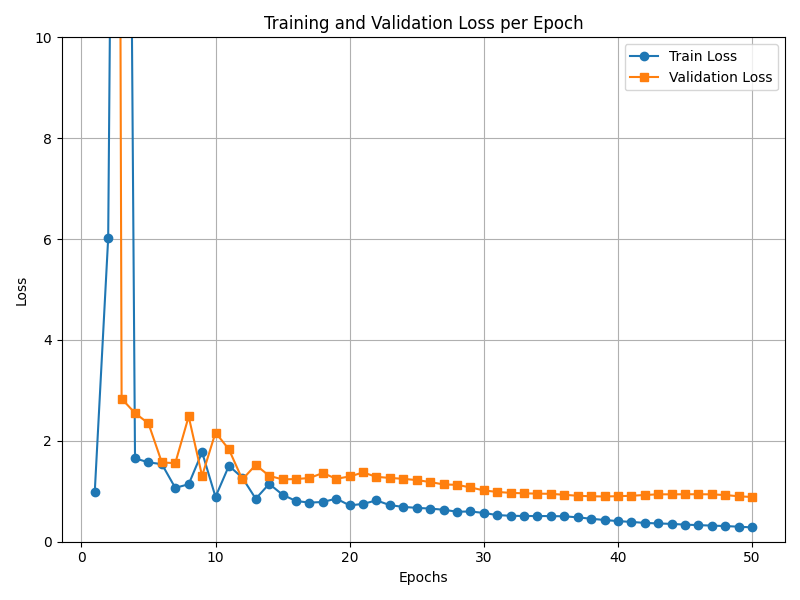 Training and Validation Loss per Epoch
Train Loss
Validation Loss
10
8
6
4
2
0
Loss
0 10 20 30 40 50
Epochs